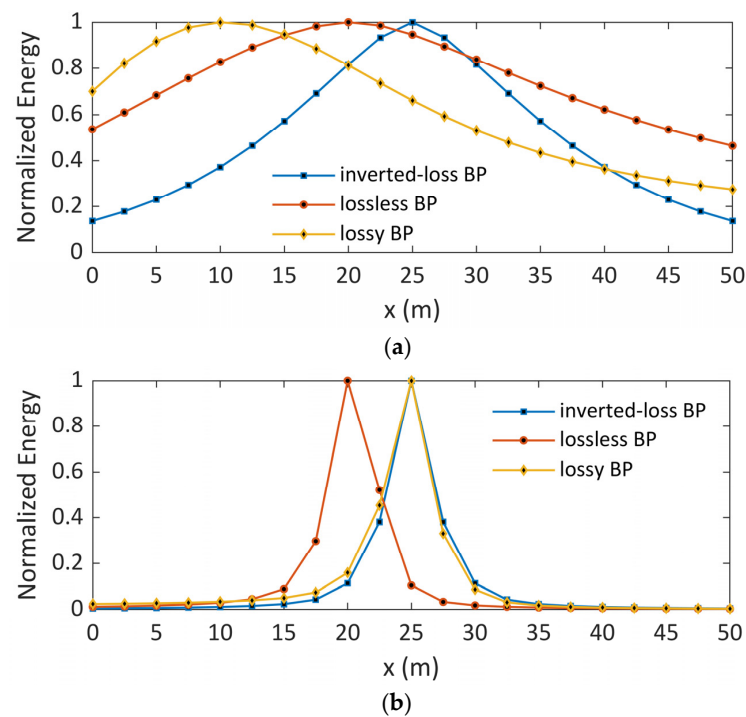 Normalized Energy
1
0.8
0.6
0.4
0.2
0
inverted-loss BP
lossless BP
lossy BP
0 5 10 15 20 25 30 35 40 45 50
x (m)
(a)
Normalized Energy
1
0.8
0.6
0.4
0.2
0
inverted-loss BP
lossless BP
lossy BP
0 5 10 15 20 25 30 35 40 45 50
x (m)
(b)